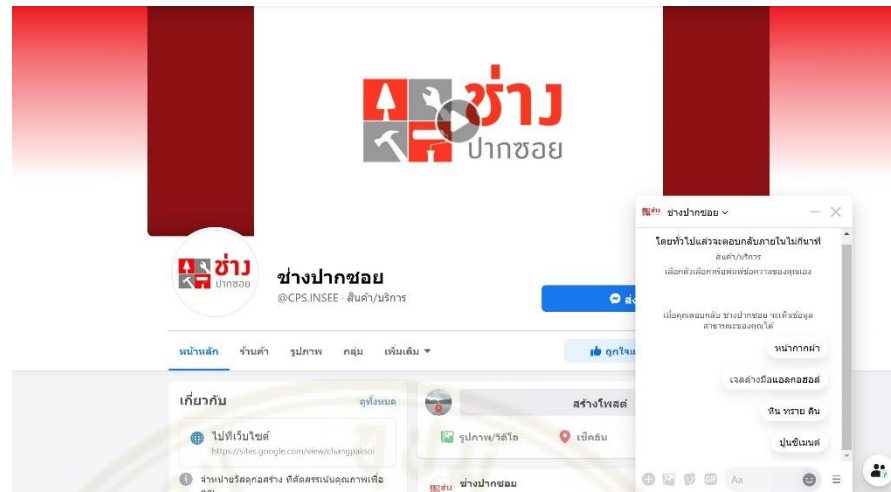 ช่าง
ปากซอย
ช่าง
ปากซอย
ช่างปากซอย
@CPS.INSEE · สินค้า/บริการ
ส่ง
หน้าหลัก ร้านค้า รูปภาพ กลุ่ม เพิ่มเติม
ถูกใจแ
เกี่ยวกับ ดูทั้งหมด
ไปที่เว็บไซต์
https://sites.google.com/view/changpaksoi
จำหน่ายวัสดุก่อสร้าง ที่คัดสรรเน้นคุณภาพเพื่อ
สร้างโพสต์
รูปภาพ/วิดีโอ เช็คอิน
ช่างปากซอย
ช่างปากซอย
โดยทั่วไปแล้วจะตอบกลับภายในไม่กี่นาที
สินค้า/บริการ
เลือกตัวเลือกหรือพิมพ์ข้อความของคุณเอง
เมื่อคุณตอบกลับ ช่างปากซอย จะเห็นข้อมูล
สาธารณะของคุณได้
หน้ากากผ้า
เจลล้างมือแอลกอฮอล์
หิน ทราย ดิน
ปูนซีเมนต์
GIF
Aa